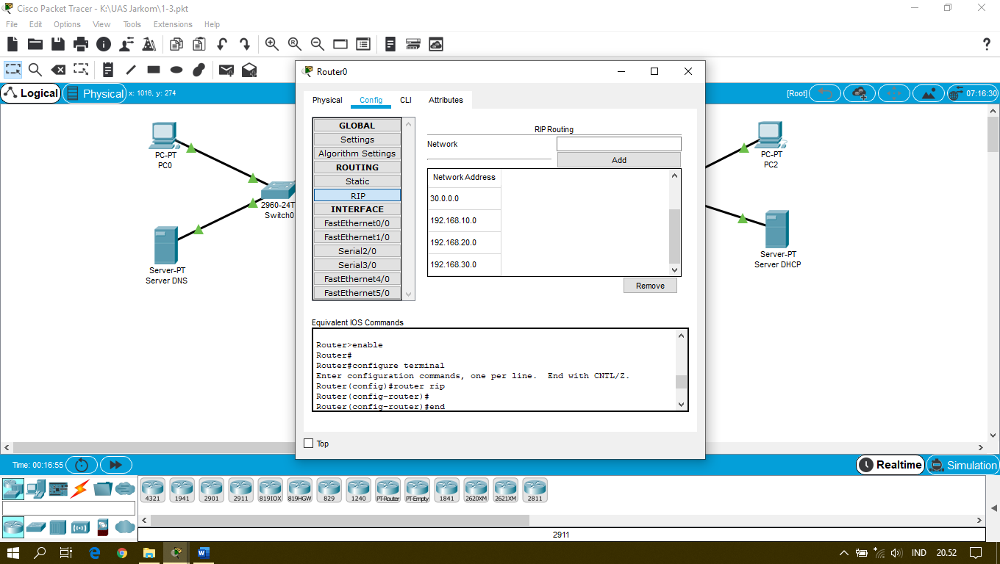 Cisco Packet Tracer - K:\UAS Jarkom\1-3.pkt
File Edit Options View Tools Extensions Help
Logical
Physical
x: 1016, y: 274
[Root]
07:16:30
PC-PT
PC0
2960-24T
Switch0
Server-PT
Server DNS
Router0
Physical Config CLI Attributes
GLOBAL
Settings
Algorithm Settings
ROUTING
Static
RIP
INTERFACE
FastEthernet0/0
FastEthernet1/0
Serial2/0
Serial3/0
FastEthernet4/0
FastEthernet5/0
RIP Routing
Network
Add
Network Address
30.0.0.0
192.168.10.0
192.168.20.0
192.168.30.0
Remove
Equivalent IOS Commands
Router>enable
Router#
Router#configure terminal
Enter configuration commands, one per line.  End with CNTL/Z.
Router(config)#router rip
Router(config-router)#
Router(config-router)#end
Top
PC-PT
PC2
Server-PT
Server DHCP
Time: 00:16:55
Realtime
Simulation
4321 1941 2901 2911 819IOX 819HGW 829 1240 PT-Router PT-Empty 1841 2620XM 2621XM 2811
2911
IND 20.52